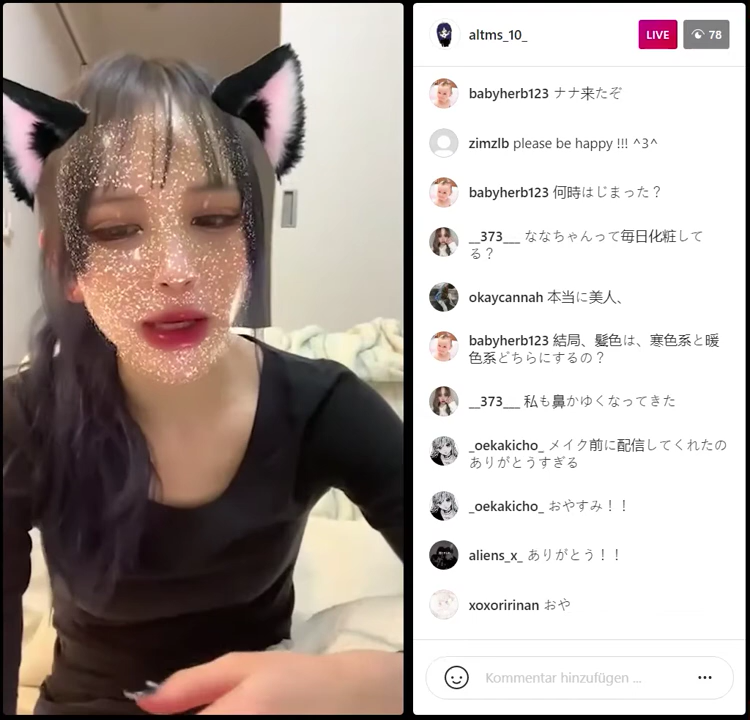 altms_10_ LIVE 78
babyherb123 ナナ来たぞ
zimzlb please be happy !!! ^3^
babyherb123 何時はじまった？
__373___ ななちゃんって毎日化粧して
る？
okaycannah 本当に美人、
babyherb123 結局、髪色は、寒色系と暖
色系どちらにするの？
__373___ 私も鼻かゆくなってきた
_oekakicho_ メイク前に配信してくれたの
ありがとうすぎる
_oekakicho_ おやすみ！！
aliens_x_ ありがとう！！
xoxoririnan おや
Kommentar hinzufügen ...